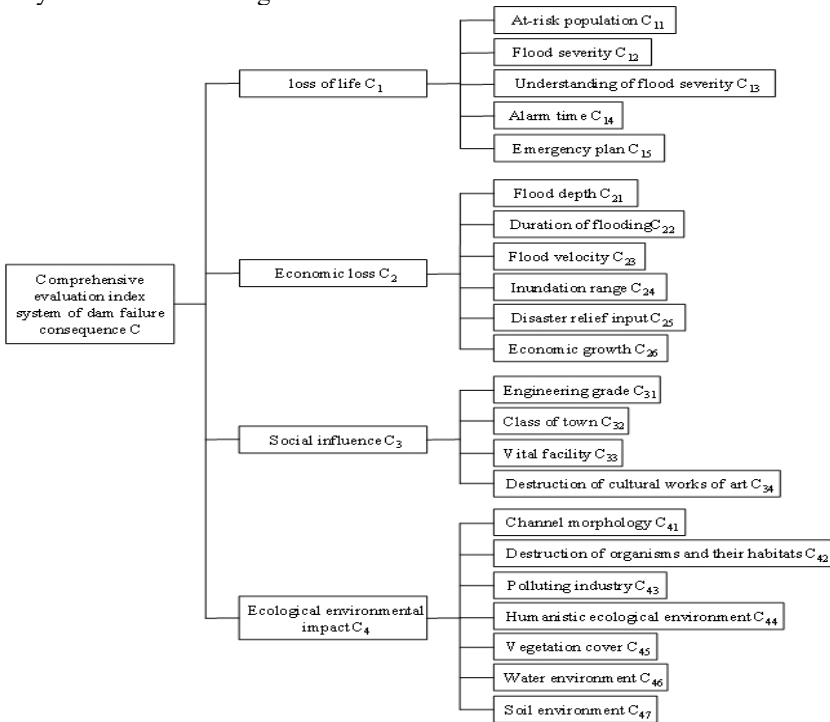 At-risk population C11
Flood severity C12
loss of life C1
Understanding of flood severity C13
Alarm time C14
Emergency plan C15
Flood depth C21
Duration of floodingC22
Flood velocity C23
Economic loss C2
Inundation range C24
Disaster relief input C25
Economic growth C26
Comprehensive
evaluation index
system of dam failure
consequence C
Engineering grade C31
Class of town C32
Social influence C3
Vital facility C33
Destruction of cultural works of art C34
Channel morphology C41
Destruction of organisms and their habitats C42
Polluting industry C43
Ecological environmental
impact C4
Humanistic ecological environment C44
Vegetation cover C45
Water environment C46
Soil environment C47